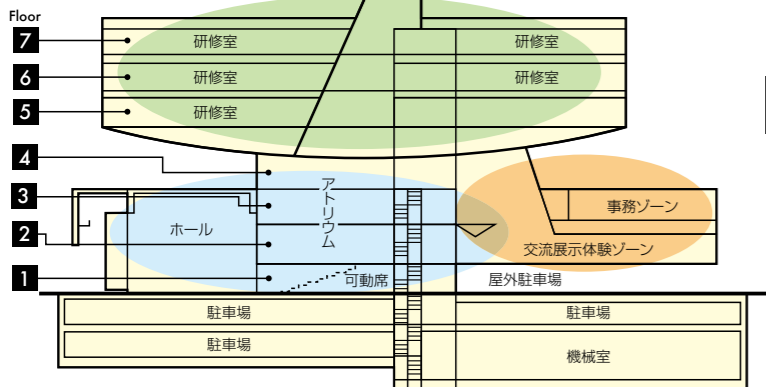 Floor
7
研修室
研修室
6
研修室
研修室
5
研修室
4
3
アトリウム
事務ゾーン
2
ホール
交流展示体験ゾーン
1
可動席
屋外駐車場
駐車場
駐車場
駐車場
機械室